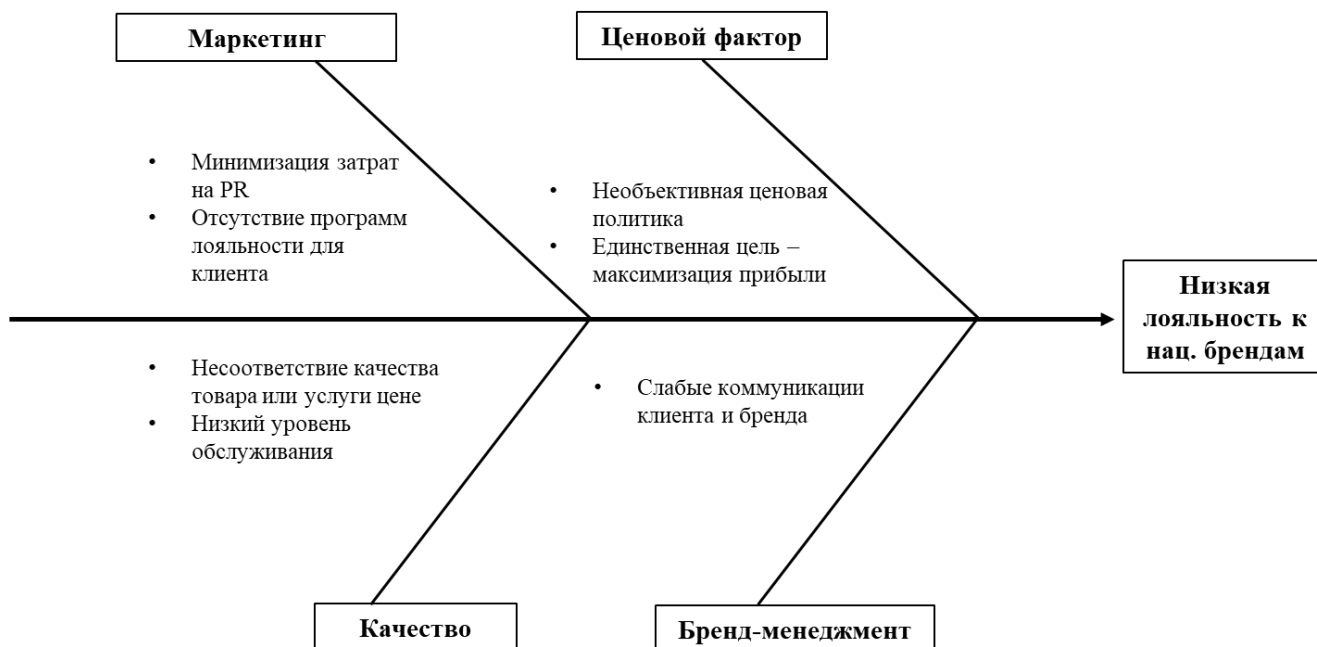 Маркетинг
Ценовой фактор
• Минимизация затрат
на PR
• Отсутствие программ
лояльности для
клиента
• Необъективная ценовая
политика
• Единственная цель –
максимизация прибыли
Низкая
лояльность к
нац. брендам
• Несоответствие качества
товара или услуги цене
• Низкий уровень
обслуживания
• Слабые коммуникации
клиента и бренда
Качество
Бренд-менеджмент